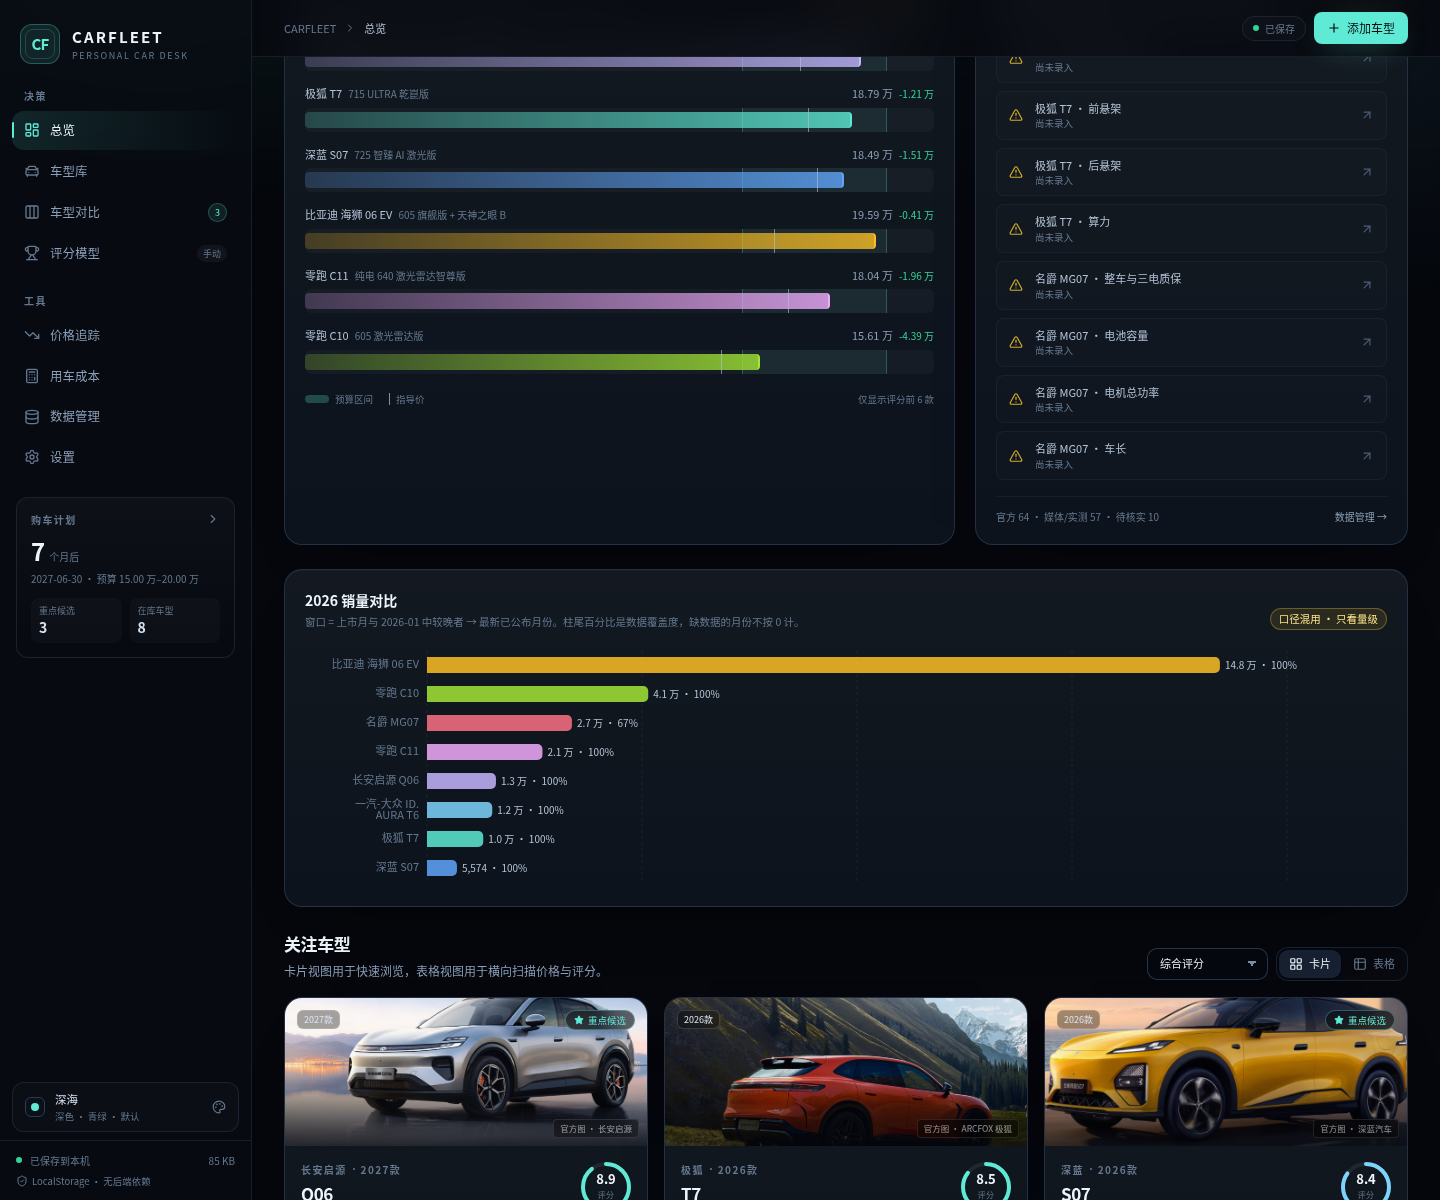 CF
CARFLEET
PERSONAL CAR DESK
决策
总览
车型库
车型对比
3
评分模型
手动
工具
价格追踪
用车成本
数据管理
设置
购车计划
7 个月后
2027-06-30 · 预算 15.00 万–20.00 万
重点候选
3
在库车型
8
深海
深色 · 青绿 · 默认
已保存到本机
85 KB
LocalStorage · 无后端依赖
CARFLEET
总览
已保存
添加车型
极狐 T7 715 ULTRA 乾崑版
18.79 万 -1.21 万
深蓝 S07 725 智臻 AI 激光版
18.49 万 -1.51 万
比亚迪 海狮 06 EV 605 旗舰版 + 天神之眼 B
19.59 万 -0.41 万
零跑 C11 纯电 640 激光雷达智尊版
18.04 万 -1.96 万
零跑 C10 605 激光雷达版
15.61 万 -4.39 万
预算区间
指导价
仅显示评分前 6 款
尚未录入
极狐 T7 · 前悬架
尚未录入
极狐 T7 · 后悬架
尚未录入
极狐 T7 · 算力
尚未录入
名爵 MG07 · 整车与三电质保
尚未录入
名爵 MG07 · 电池容量
尚未录入
名爵 MG07 · 电机总功率
尚未录入
名爵 MG07 · 车长
尚未录入
官方 64 · 媒体/实测 57 · 待核实 10
数据管理 →
2026 销量对比
窗口 = 上市月与 2026-01 中较晚者 → 最新已公布月份。柱尾百分比是数据覆盖度，缺数据的月份不按 0 计。
口径混用 · 只看量级
比亚迪 海狮 06 EV
14.8 万 · 100%
零跑 C10
4.1 万 · 100%
名爵 MG07
2.7 万 · 67%
零跑 C11
2.1 万 · 100%
长安启源 Q06
1.3 万 · 100%
一汽-大众 ID.
AURA T6
1.2 万 · 100%
极狐 T7
1.0 万 · 100%
深蓝 S07
5,574 · 100%
关注车型
卡片视图用于快速浏览，表格视图用于横向扫描价格与评分。
综合评分
卡片
表格
2027款
重点候选
官方图 · 长安启源
长安启源 · 2027款
Q06
8.9
评分
2026款
官方图 · ARCFOX 极狐
极狐 · 2026款
T7
8.5
评分
2026款
重点候选
官方图 · 深蓝汽车
深蓝 · 2026款
S07
8.4
评分